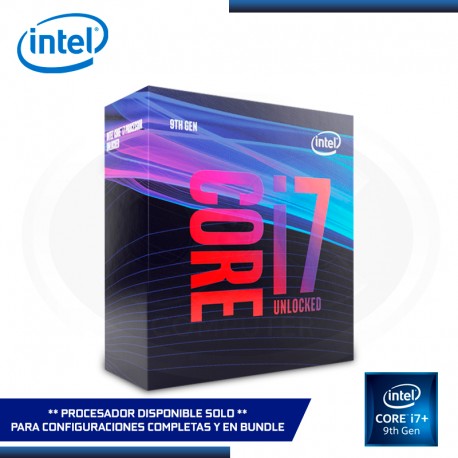 intel
9TH GEN
intel
CORE i7
UNLOCKED
** PROCESADOR DISPONIBLE SOLO **
PARA CONFIGURACIONES COMPLETAS Y EN BUNDLE
intel
CORE i7+
9th Gen